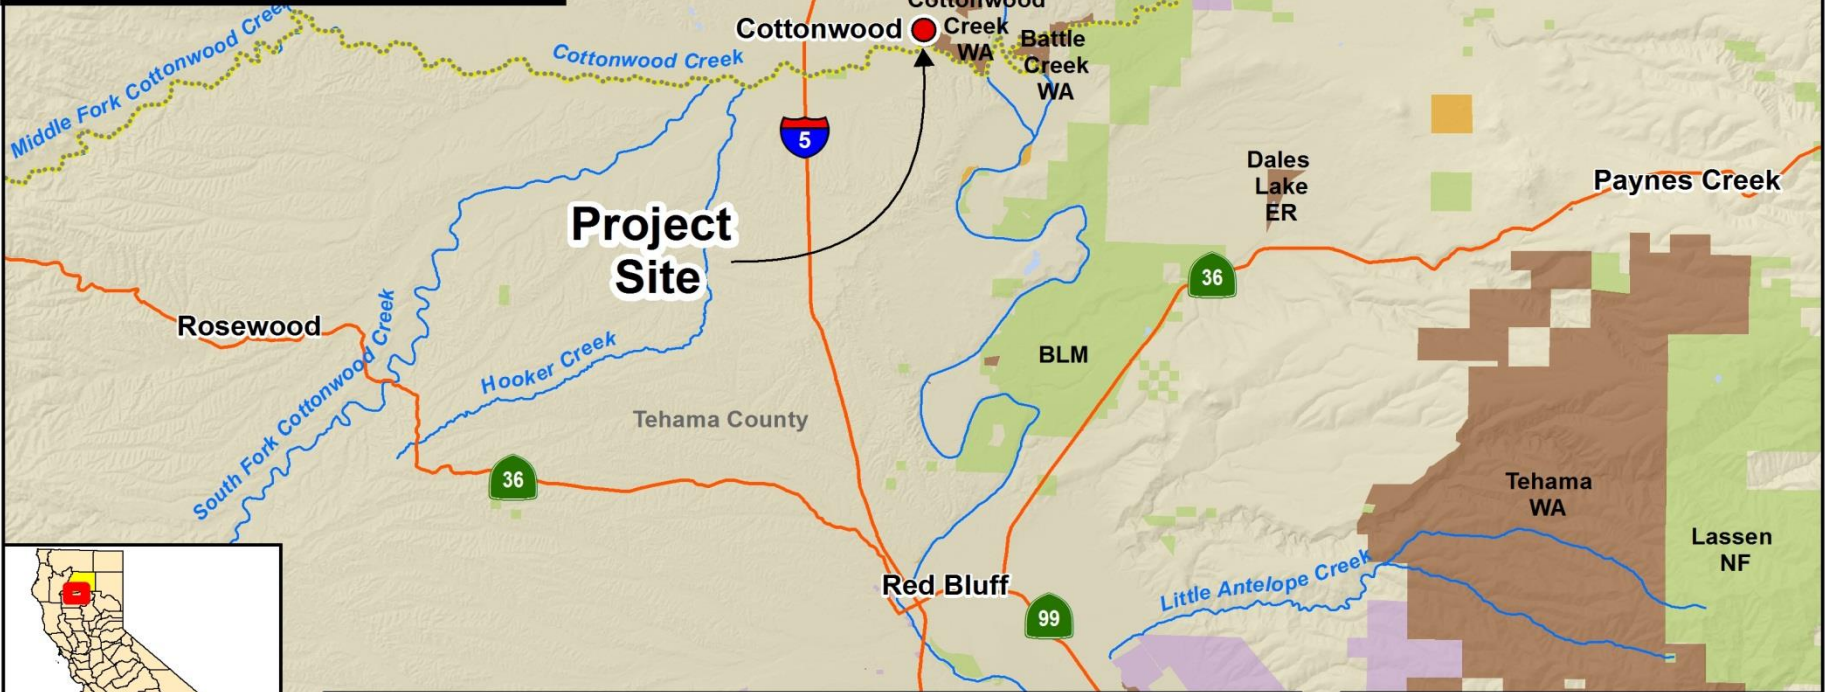 Middle Fork Cottonwood Creek
Cottonwood Creek
Cottonwood
Cottonwood
Creek
WA
Battle
Creek
WA
5
Dales
Lake
ER
Paynes Creek
Project
Site
36
Rosewood
South Fork Cottonwood Creek
Hooker Creek
BLM
Tehama County
36
Tehama
WA
Lassen
NF
Red Bluff
99
Little Antelope Creek